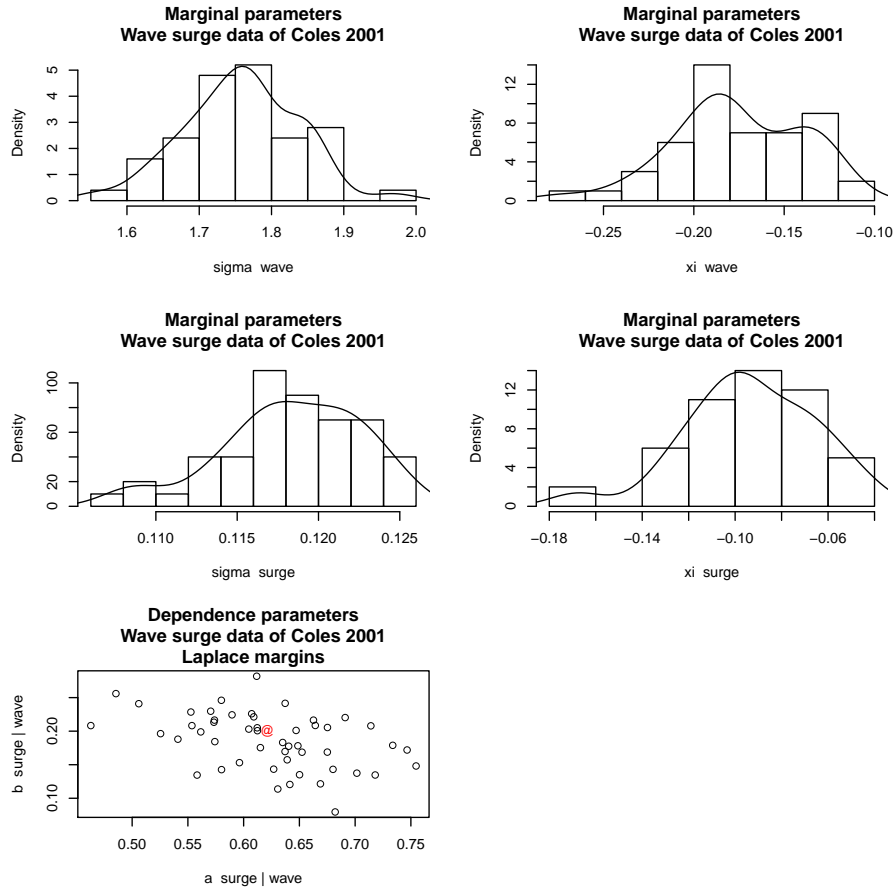 Marginal parameters
Wave surge data of Coles 2001
Density
0 1 2 3 4 5
1.6 1.7 1.8 1.9 2.0
sigma wave
Marginal parameters
Wave surge data of Coles 2001
Density
0 4 8 12
−0.25 −0.20 −0.15 −0.10
xi wave
Marginal parameters
Wave surge data of Coles 2001
Density
0 20 60 100
0.110 0.115 0.120 0.125
sigma surge
Marginal parameters
Wave surge data of Coles 2001
Density
0 4 8 12
−0.18 −0.14 −0.10 −0.06
xi surge
Dependence parameters
Wave surge data of Coles 2001
Laplace margins
b surge | wave
0.10 0.20
@
0.50 0.55 0.60 0.65 0.70 0.75
a surge | wave